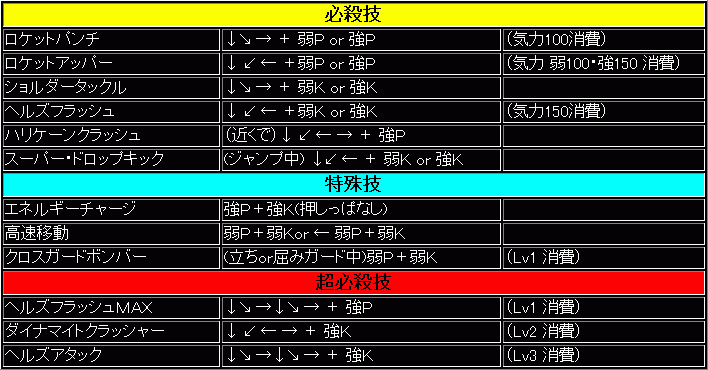 必殺技
ロケットパンチ ↓↘→ + 弱P or 強P (気力100消費)
ロケットアッパー ↓↙← + 弱P or 強P (気力 弱100・強150 消費)
ショルダータックル ↓↘→ + 弱K or 強K
ヘルズフラッシュ ↓↙← + 弱K or 強K (気力150消費)
ハリケーンクラッシュ (近くで)↓↙←→ + 強P
スーパー・ドロップキック (ジャンプ中) ↓↙← + 弱K or 強K
特殊技
エネルギーチャージ 強P+強K(押しっぱなし)
高速移動 弱P+弱Kor ← 弱P+弱K
クロスガードボンバー (立ちor屈みガード中)弱P+弱K (Lv1 消費)
超必殺技
ヘルズフラッシュMAX ↓↘→↓↘→ + 強P (Lv1 消費)
ダイナマイトクラッシャー ↓↙←→ + 強K (Lv2 消費)
ヘルズアタック ↓↘→↓↘→ + 強K (Lv3 消費)